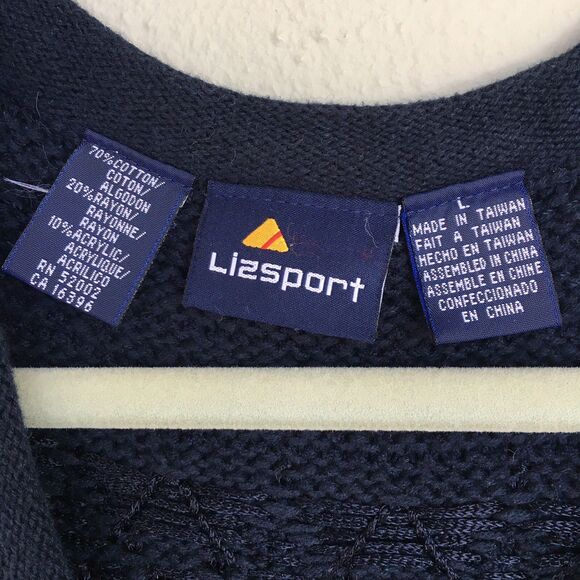 70%COTTON/
COTON/
ALGODON
20%RAYON/
RAYONNE/
RAYON
10%ACRYLIC/
ACRYLIQUE/
ACRILICO
RN 52002
CA 16396
Lizsport
L
MADE IN TAIWAN
FAIT A TAIWAN
HECHO EN TAIWAN
ASSEMBLED IN CHINA
ASSEMBLE EN CHINE
CONFECCIONADO
EN CHINA